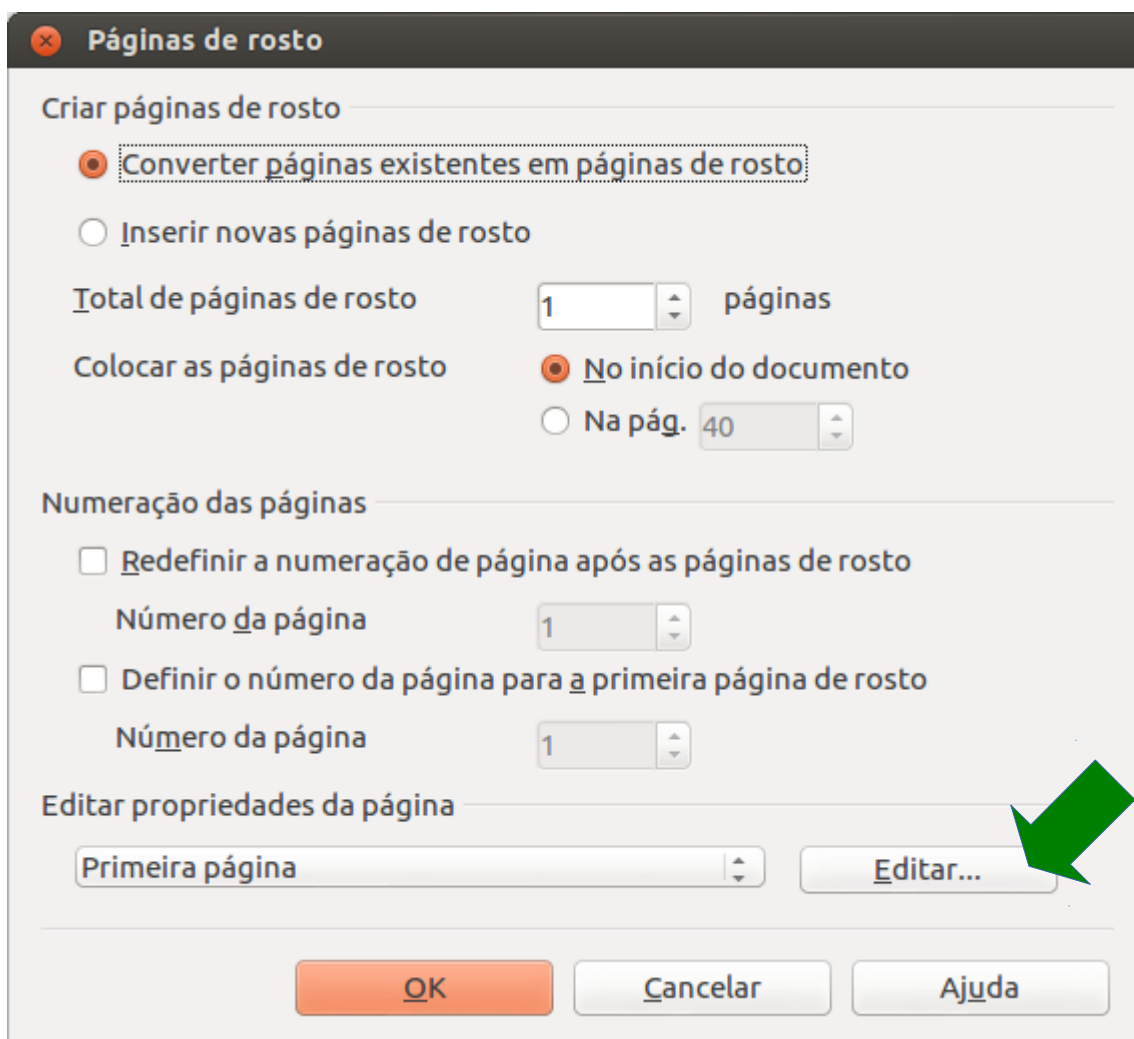 Páginas de rosto
Criar páginas de rosto
Converter páginas existentes em páginas de rosto
Inserir novas páginas de rosto
Total de páginas de rosto 1 páginas
Colocar as páginas de rosto No início do documento
Na pág. 40
Numeração das páginas
Redefinir a numeração de página após as páginas de rosto
Número da página 1
Definir o número da página para a primeira página de rosto
Número da página 1
Editar propriedades da página
Primeira página Editar...
OK Cancelar Ajuda